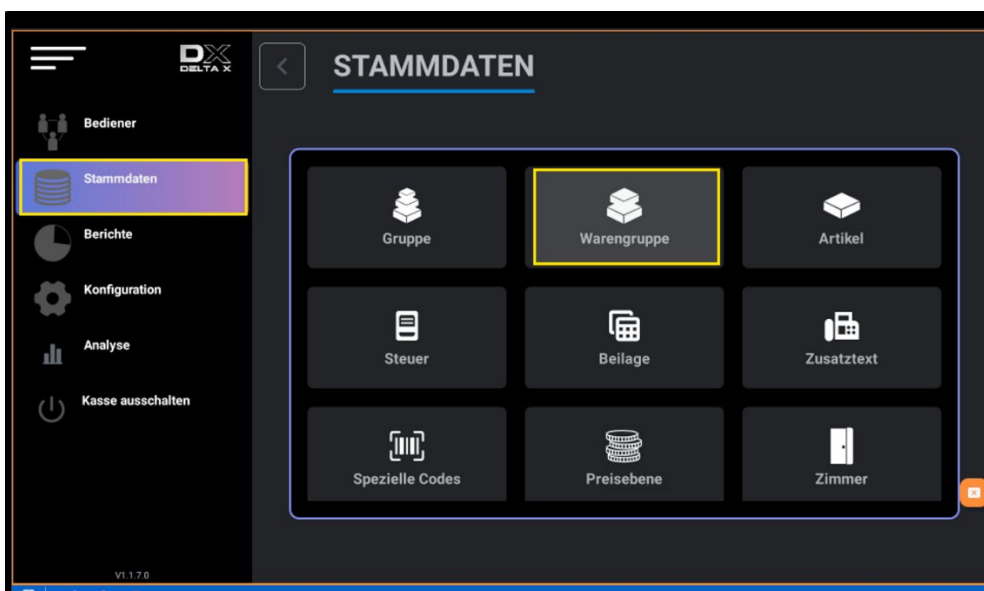 DX
DELTA X
STAMMDATEN
Bediener
Stammdaten
Berichte
Konfiguration
Analyse
Kasse ausschalten
V1.1.7.0
Gruppe
Warengruppe
Artikel
Steuer
Beilage
Zusatztext
Spezielle Codes
Preisebene
Zimmer